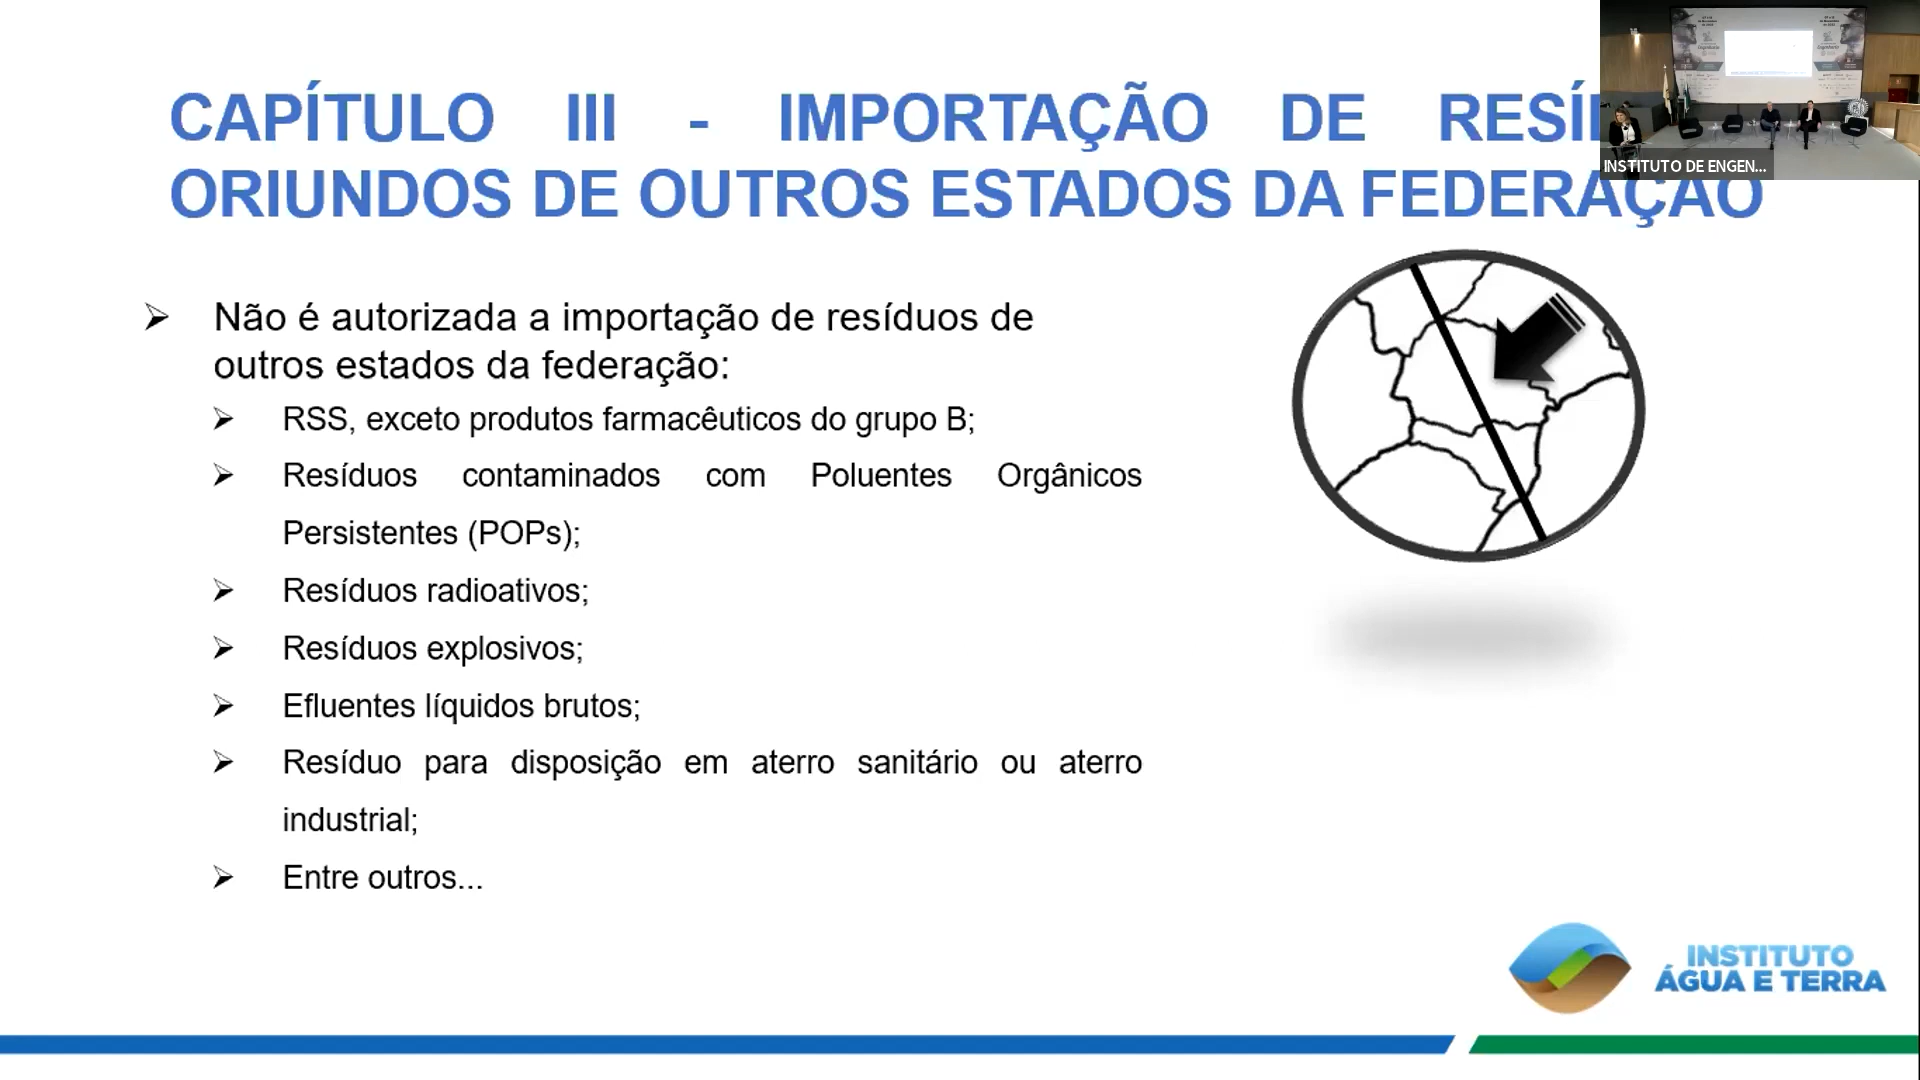 CAPÍTULO III - IMPORTAÇÃO DE
ORIUNDOS DE OUTROS ESTADOS DA FEDERAÇÃO
INSTITUTO DE ENGEN...
➢ Não é autorizada a importação de resíduos de
outros estados da federação:
➢ RSS, exceto produtos farmacêuticos do grupo B;
➢ Resíduos contaminados com Poluentes Orgânicos
Persistentes (POPs);
➢ Resíduos radioativos;
➢ Resíduos explosivos;
➢ Efluentes líquidos brutos;
➢ Resíduo para disposição em aterro sanitário ou aterro
industrial;
➢ Entre outros...
INSTITUTO
ÁGUA E TERRA